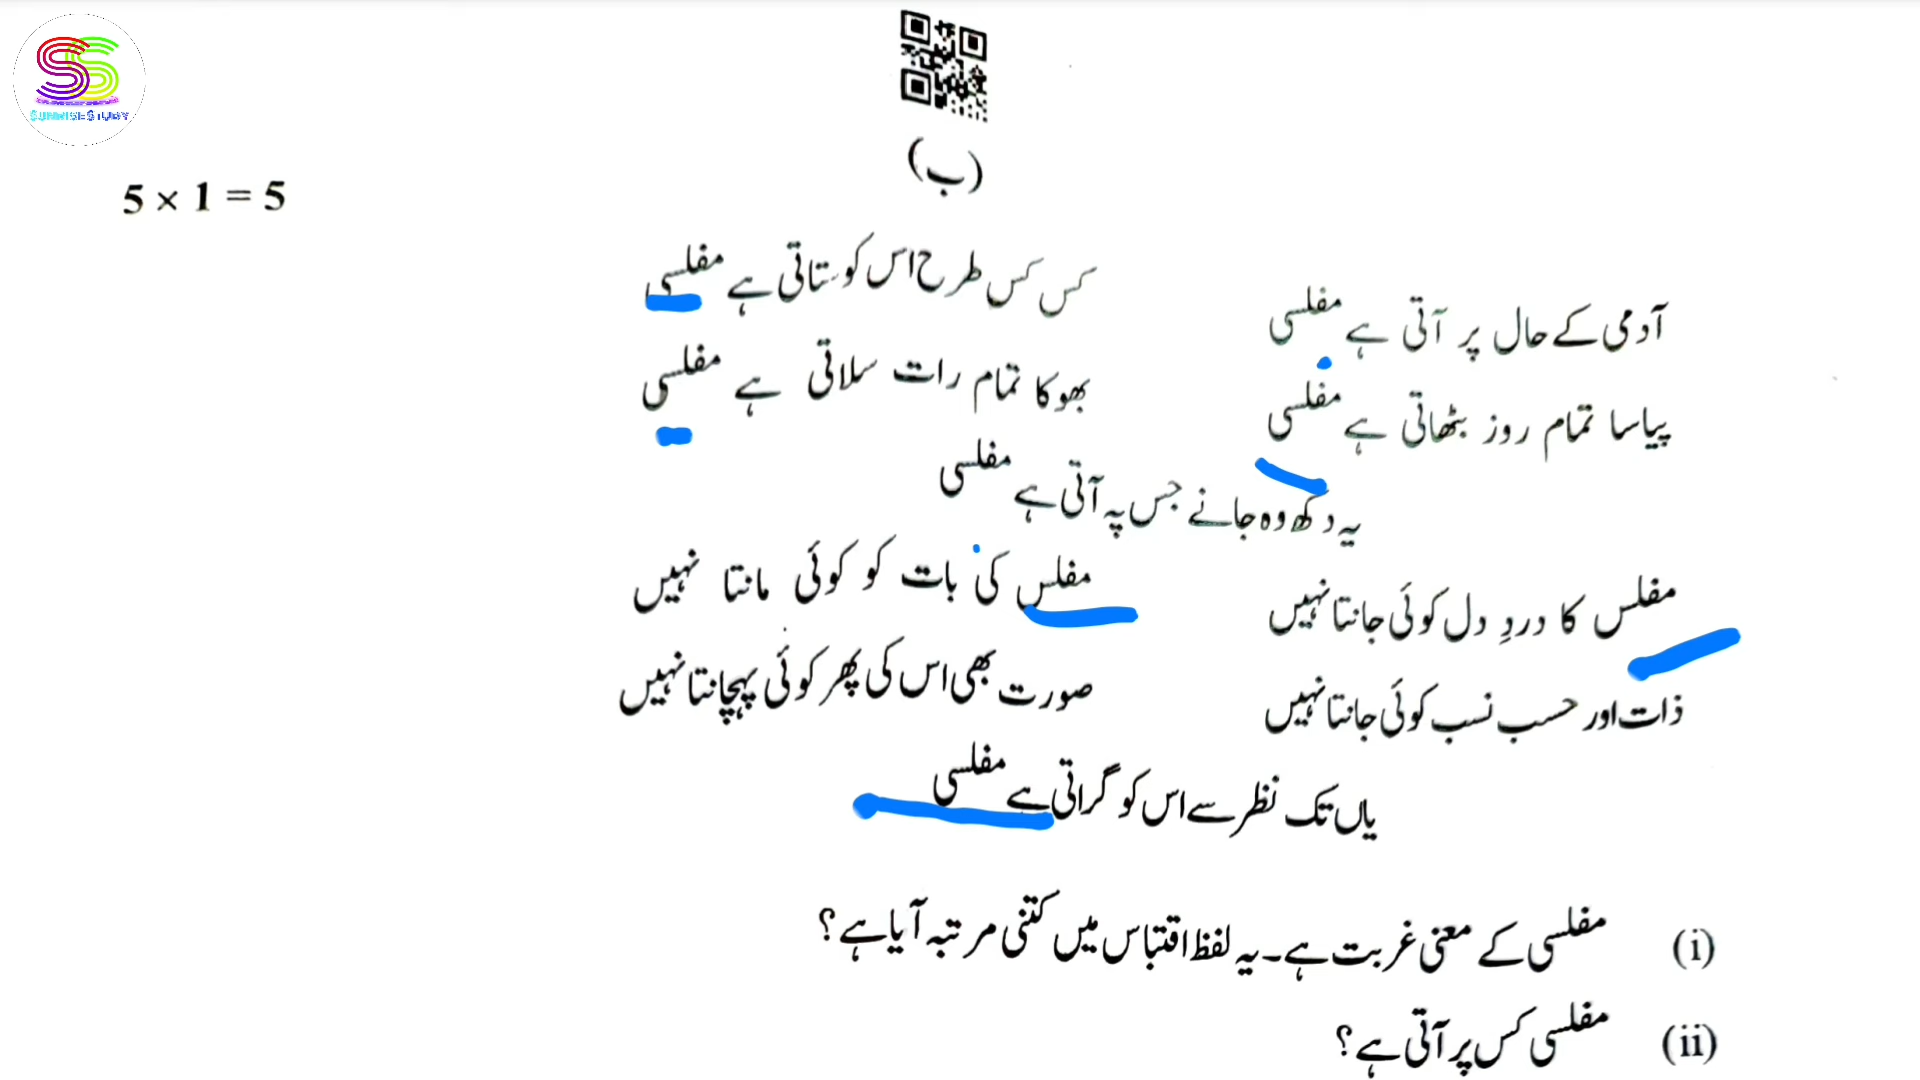 SUNRISESTUDY
(ب)
5 × 1 = 5
آدمی کے حال پر آتی ہے مفلسی کس کس طرح اس کو ستاتی ہے مفلسی
پیاسا تمام روز بٹھاتی ہے مفلسی بھوکا تمام رات سلاتی ہے مفلسی
یہ دکھ وہ جانے جس پہ آتی ہے مفلسی
مفلس کا دردِ دل کوئی جانتا نہیں مفلس کی بات کو کوئی مانتا نہیں
ذات اور حسب نسب کوئی جانتا نہیں صورت بھی اس کی پھر کوئی پہچانتا نہیں
یاں تک نظر سے اس کو گراتی ہے مفلسی
(i) مفلسی کے معنی غربت ہے۔ یہ لفظ اقتباس میں کتنی مرتبہ آیا ہے؟
(ii) مفلسی کس پر آتی ہے؟